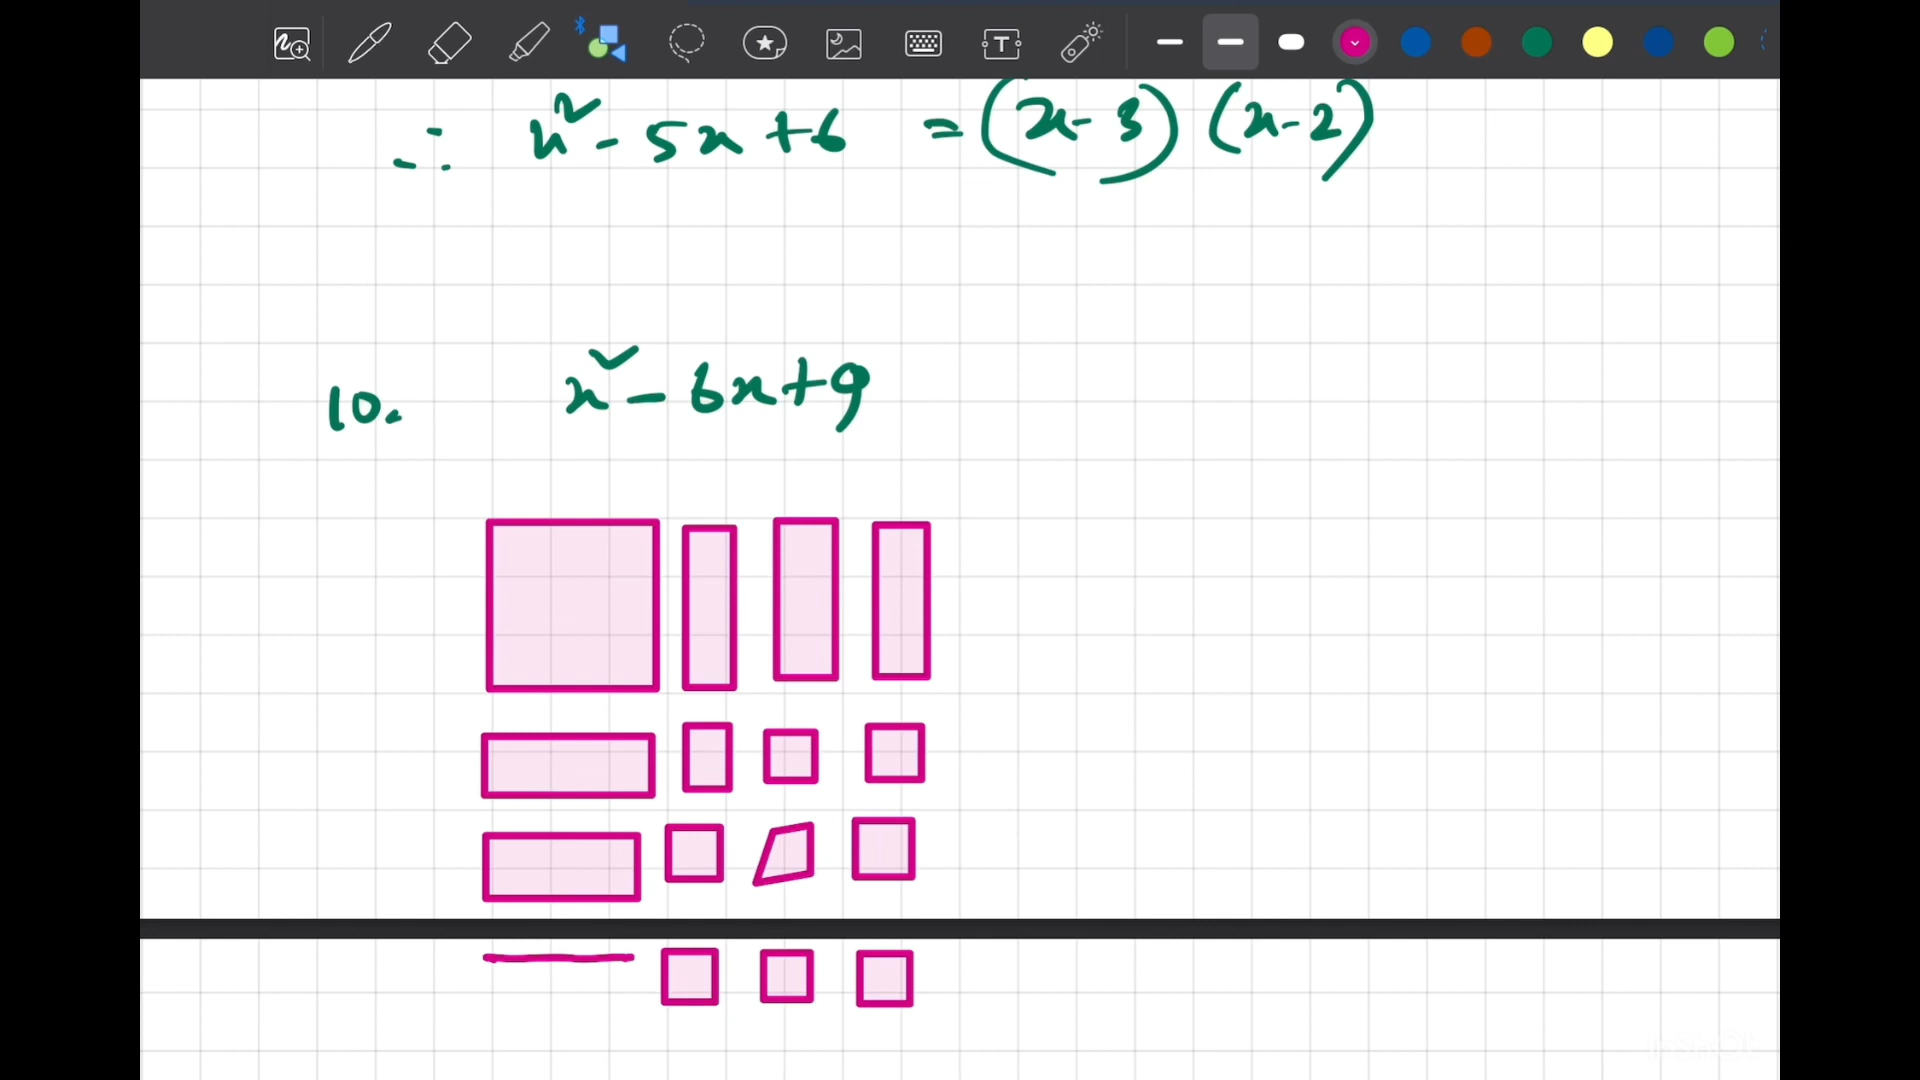 ∴ x² - 5x + 6 = (x - 3) (x - 2)
10. x² - 6x + 9